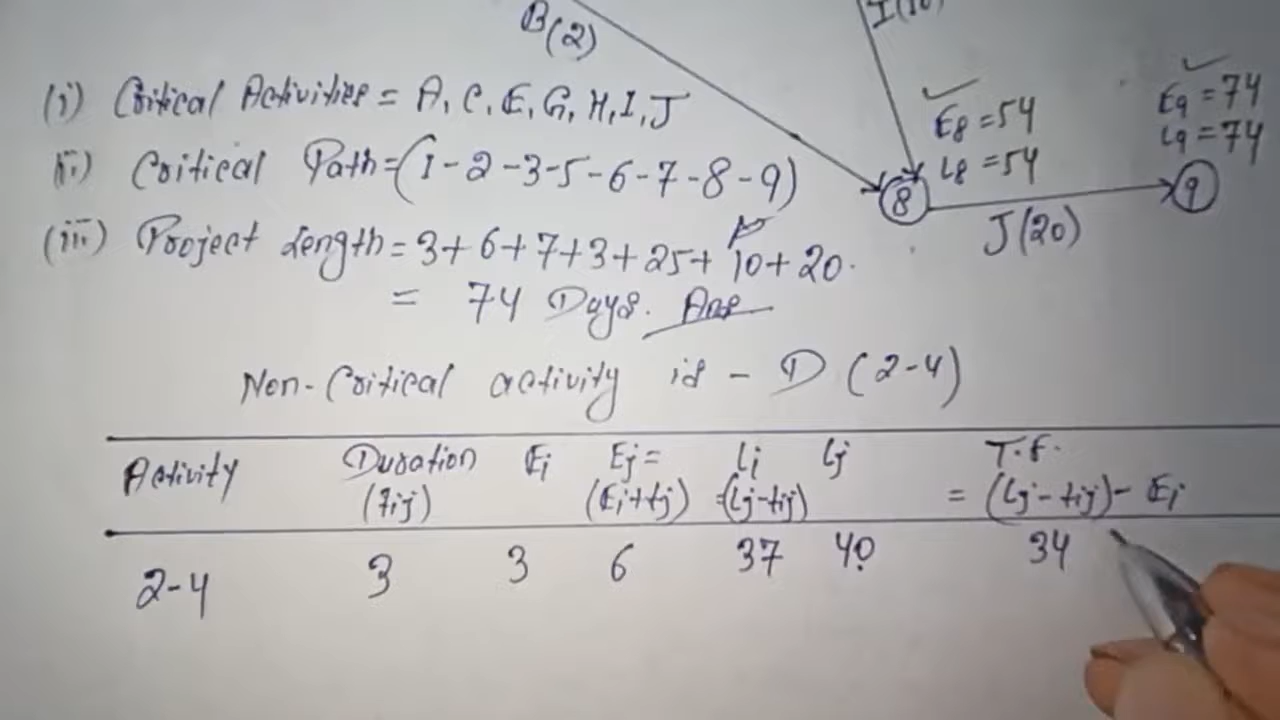 B(2)
I(10)
(i) Critical Activities = A, C, E, G, H, I, J
E8 = 54
L8 = 54
E9 = 74
L9 = 74
ii) Critical Path = (1-2-3-5-6-7-8-9)
8
9
J(20)
(iii) Project Length = 3+6+7+3+25+10+20.
= 74 Days. Ans
Non-Critical activity is - D (2-4)
Activity Duration Ei Ej = Li Lj T.F.
(tij) (Ei+tj) =(Lj-tij) = (Lj-tij)-Ei
2-4 3 3 6 37 40 34